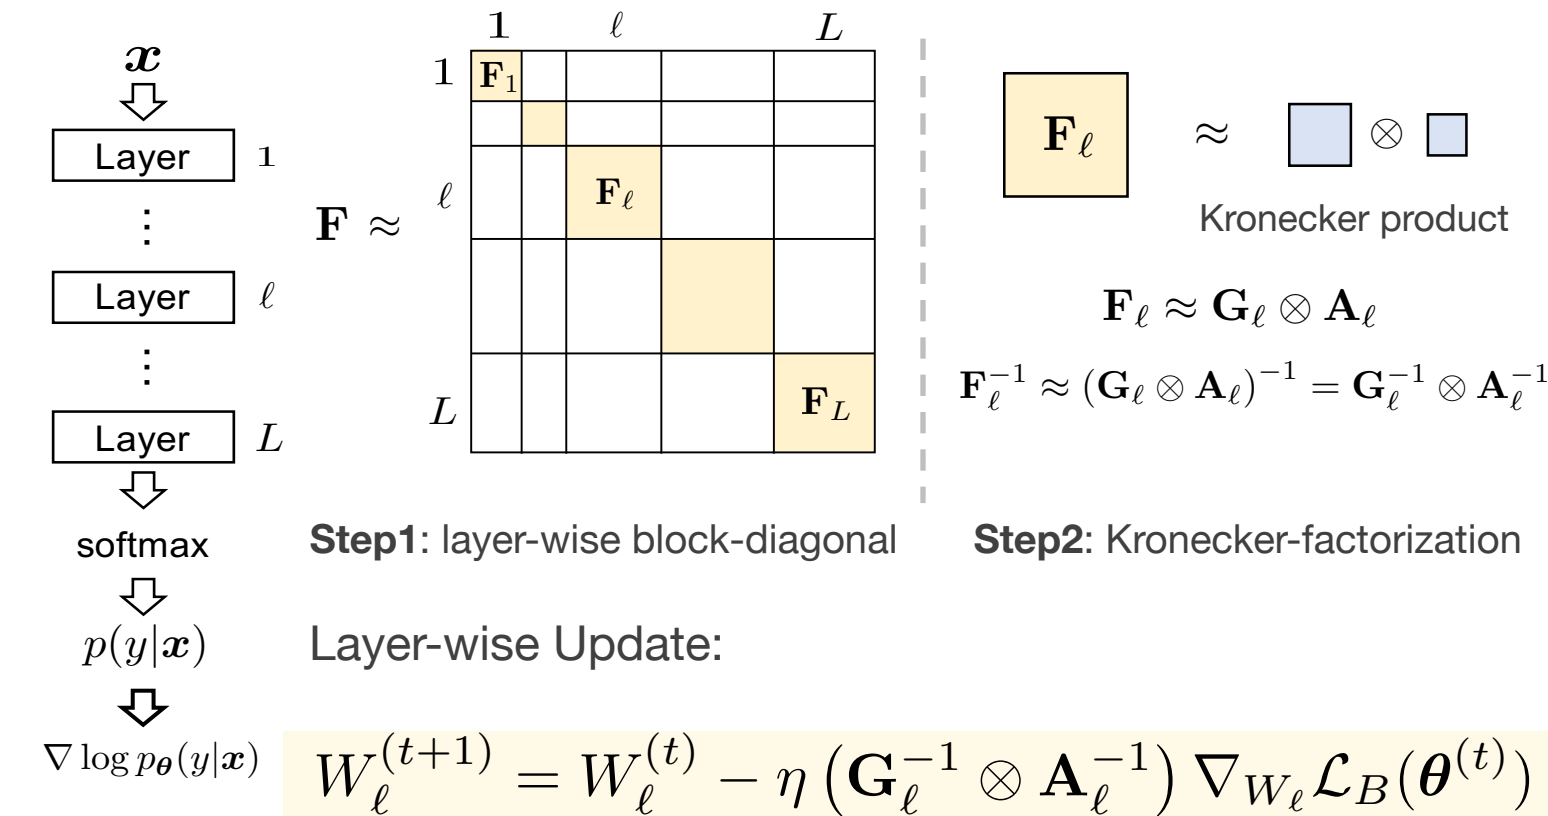 x
Layer 1
⋮
Layer ℓ
⋮
Layer L
softmax
p(y|x)
∇ log p_θ(y|x)
1 ℓ L
1 F_1
F ≈
ℓ F_ℓ
L F_L
Step1: layer-wise block-diagonal
F_ℓ ≈ ⊗
Kronecker product
F_ℓ ≈ G_ℓ ⊗ A_ℓ
F_ℓ^{-1} ≈ (G_ℓ ⊗ A_ℓ)^{-1} = G_ℓ^{-1} ⊗ A_ℓ^{-1}
Step2: Kronecker-factorization
Layer-wise Update:
W_ℓ^{(t+1)} = W_ℓ^{(t)} − η (G_ℓ^{-1} ⊗ A_ℓ^{-1}) ∇_{W_ℓ} ℒ_B(θ^{(t)})